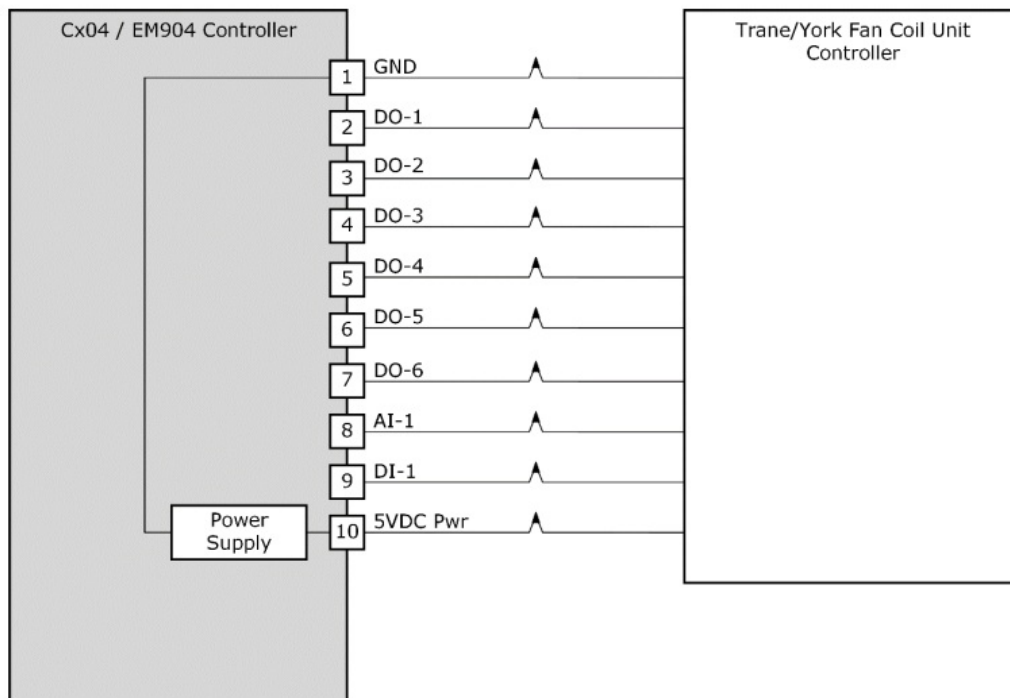 Cx04 / EM904 Controller
Trane/York Fan Coil Unit
Controller
1 GND
2 DO-1
3 DO-2
4 DO-3
5 DO-4
6 DO-5
7 DO-6
8 AI-1
9 DI-1
10 5VDC Pwr
Power
Supply